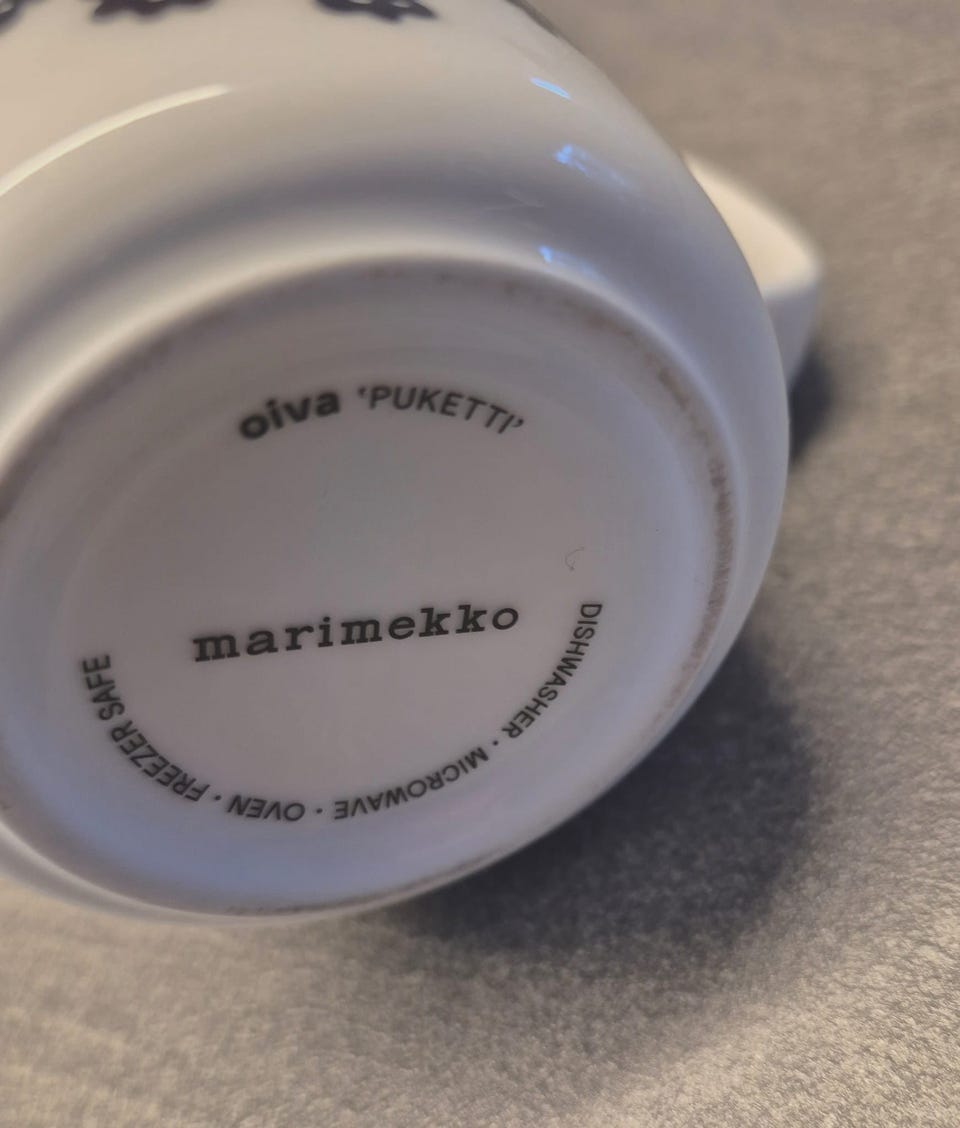 oiva ‘PUKETTI’
marimekko
DISHWASHER · MICROWAVE · OVEN · FREEZER SAFE